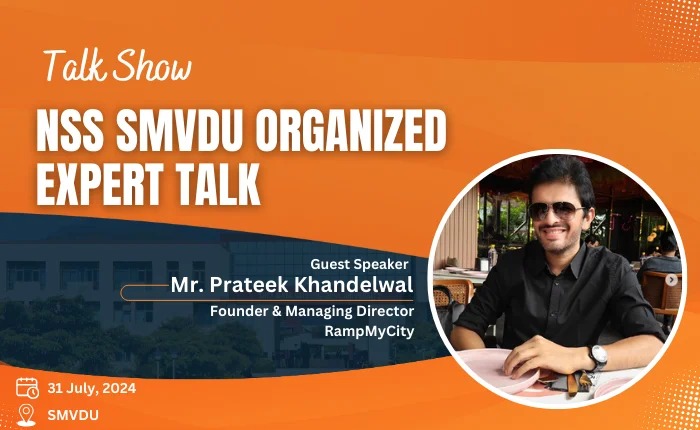 Talk Show
NSS SMVDU ORGANIZED
EXPERT TALK
Guest Speaker
Mr. Prateek Khandelwal
Founder & Managing Director
RampMyCity
31 July, 2024
SMVDU